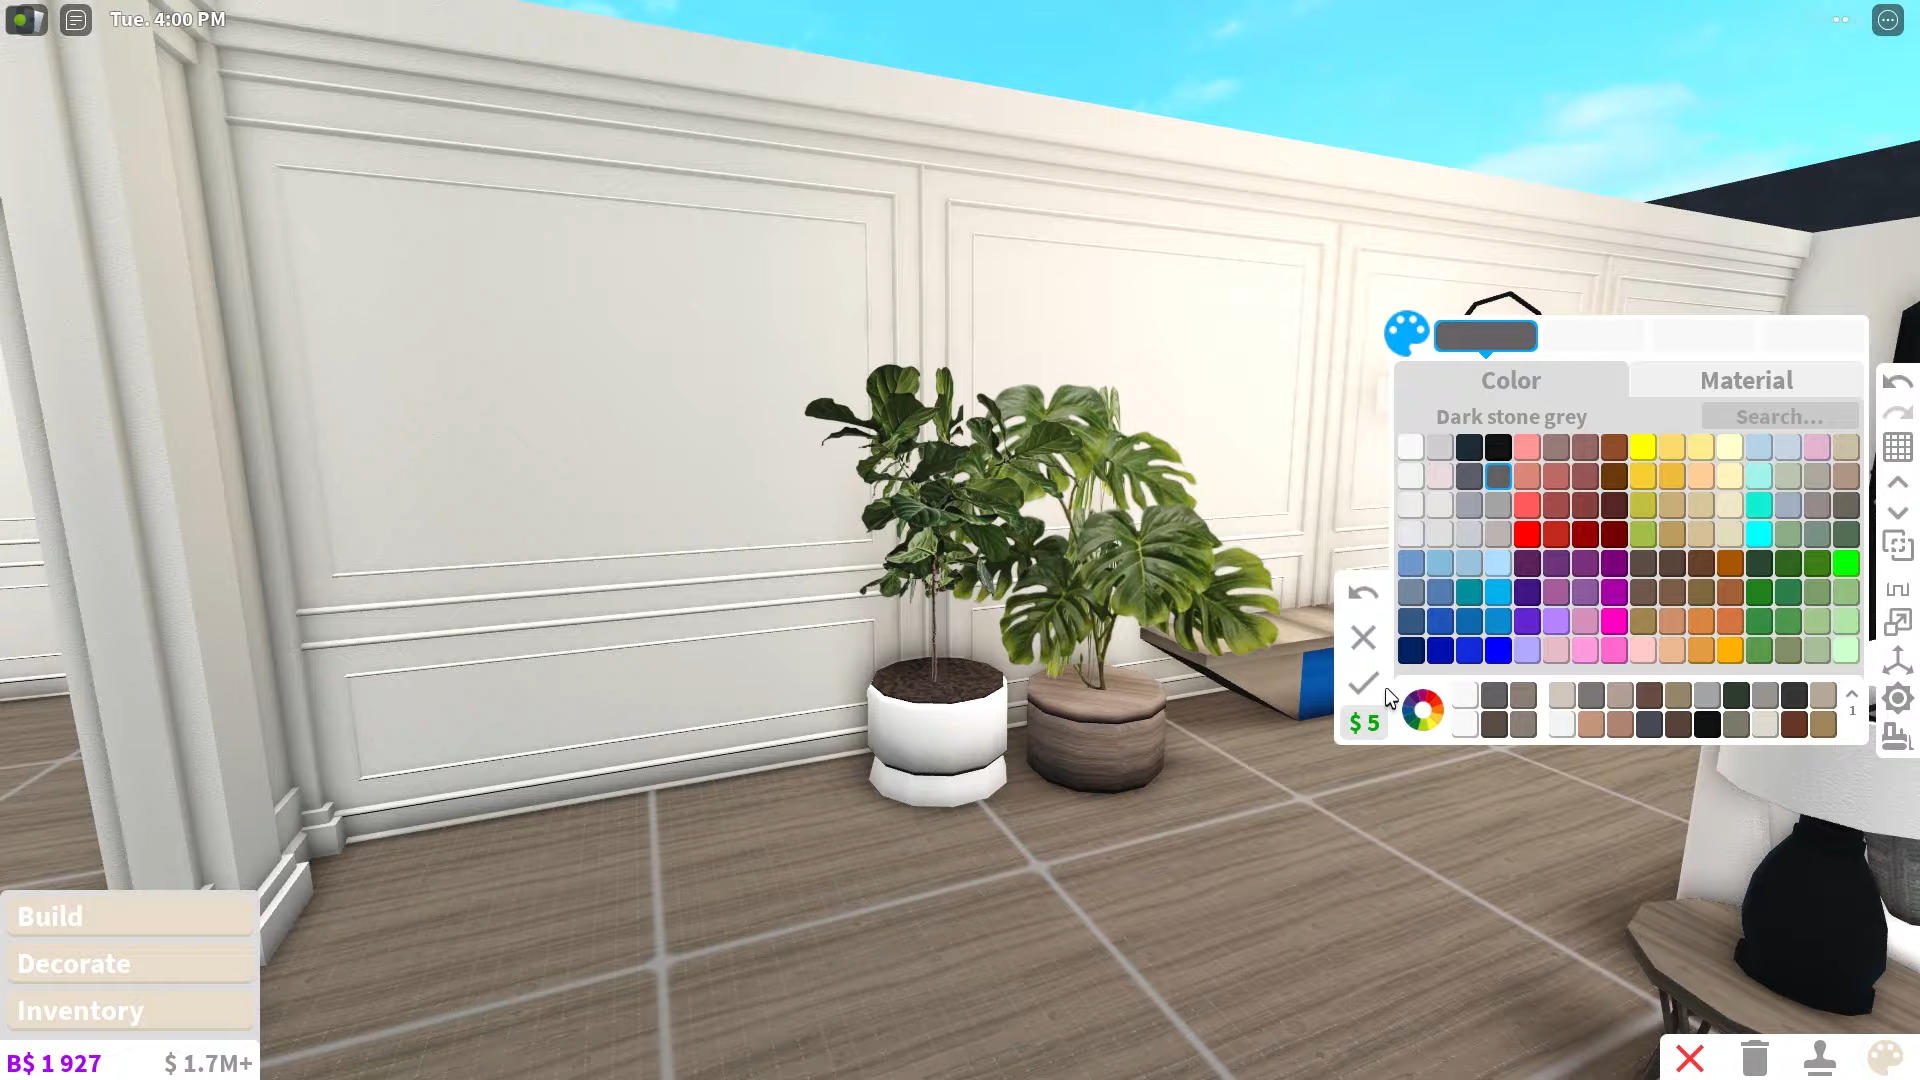 Tue. 4:00 PM
Color
Material
Dark stone grey
Search...
$ 5
1
Build
Decorate
Inventory
B$ 1 927
$ 1.7M+